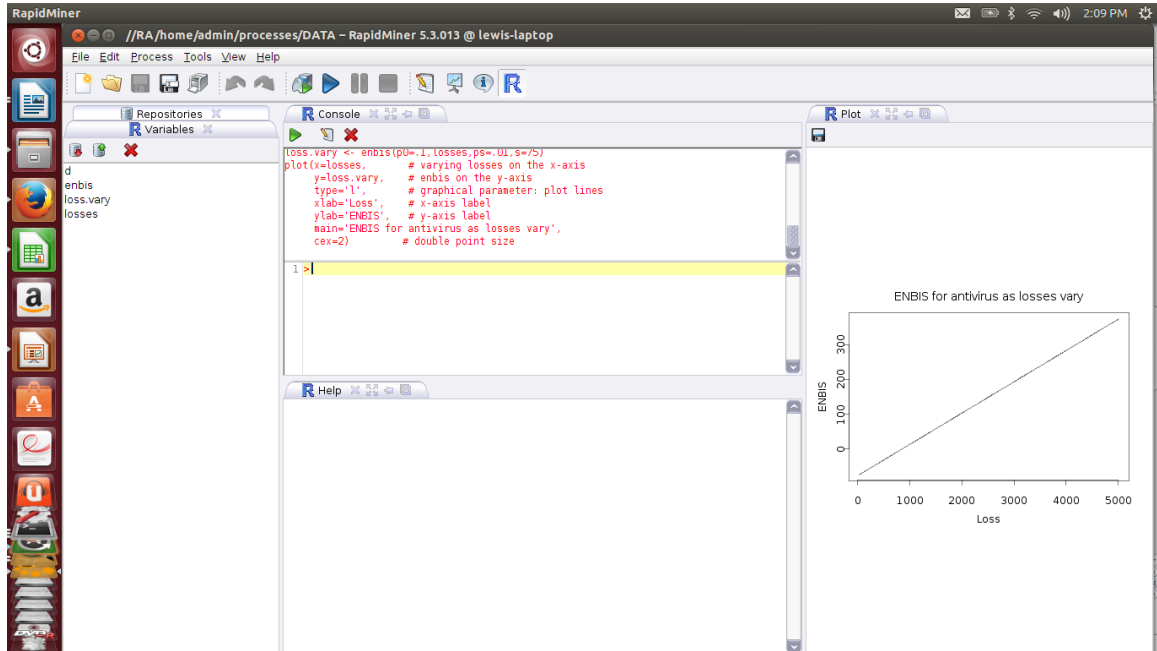 RapidMiner
2:09 PM
//RA/home/admin/processes/DATA – RapidMiner 5.3.013 @ lewis-laptop
File Edit Process Tools View Help
Repositories
R Variables
d
enbis
loss.vary
losses
R Console
loss.vary <- enbis(p0=.1,losses,ps=.01,s=75)
plot(x=losses, # varying losses on the x-axis
y=loss.vary, # enbis on the y-axis
type='l', # graphical parameter: plot lines
xlab='Loss', # x-axis label
ylab='ENBIS', # y-axis label
main='ENBIS for antivirus as losses vary',
cex=2) # double point size
1 >
R Help
R Plot
ENBIS for antivirus as losses vary
ENBIS
300
200
100
0
0 1000 2000 3000 4000 5000
Loss